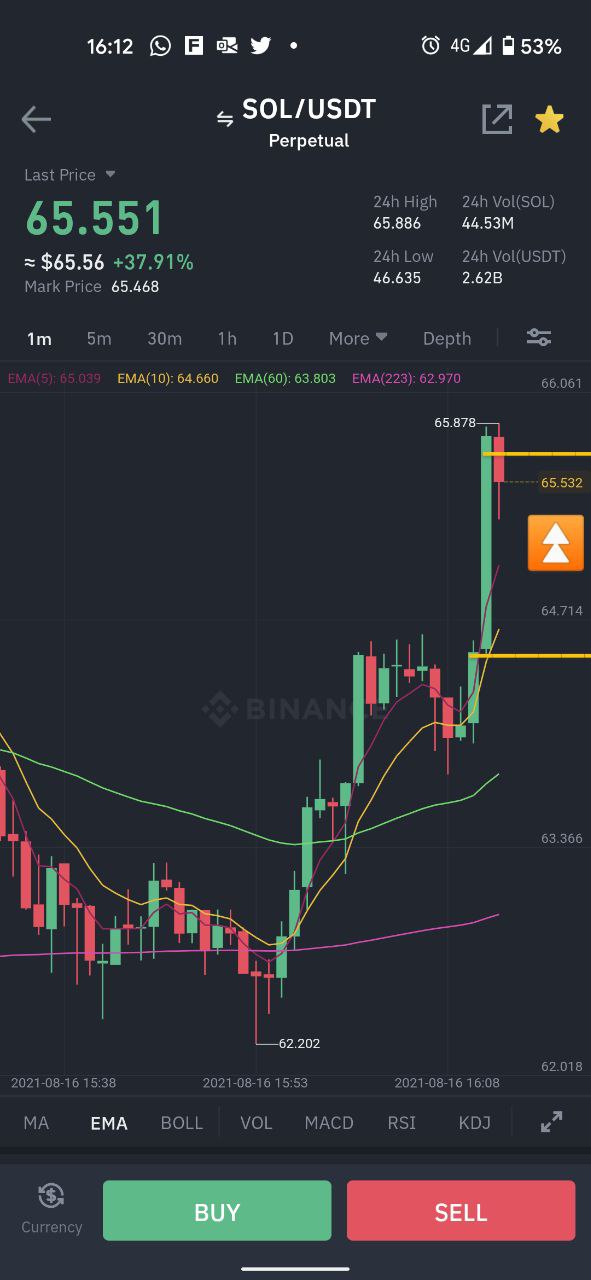 16:12 F 4G 53%
SOL/USDT
Perpetual
Last Price
65.551
≈ $65.56 +37.91%
Mark Price 65.468
24h High 24h Vol(SOL)
65.886 44.53M
24h Low 24h Vol(USDT)
46.635 2.62B
1m 5m 30m 1h 1D More Depth
EMA(5): 65.039 EMA(10): 64.660 EMA(60): 63.803 EMA(223): 62.970
66.061
65.878
65.532
64.714
BINANCE
63.366
62.202
62.018
2021-08-16 15:38 2021-08-16 15:53 2021-08-16 16:08
MA EMA BOLL VOL MACD RSI KDJ
Currency
BUY SELL